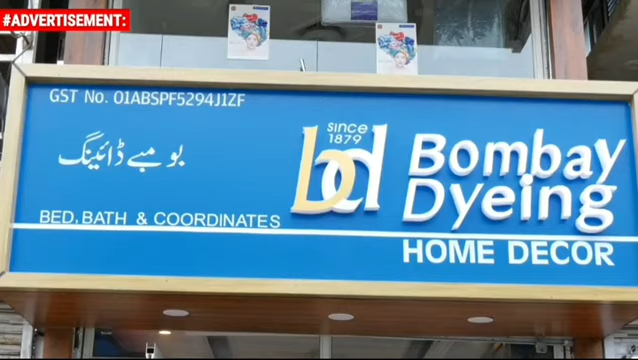 #ADVERTISEMENT:
GST No. 01ABSPF5294J1ZF
بومبے ڈائینگ
BED, BATH & COORDINATES
SINCE
1879
bd
Bombay
Dyeing
HOME DECOR